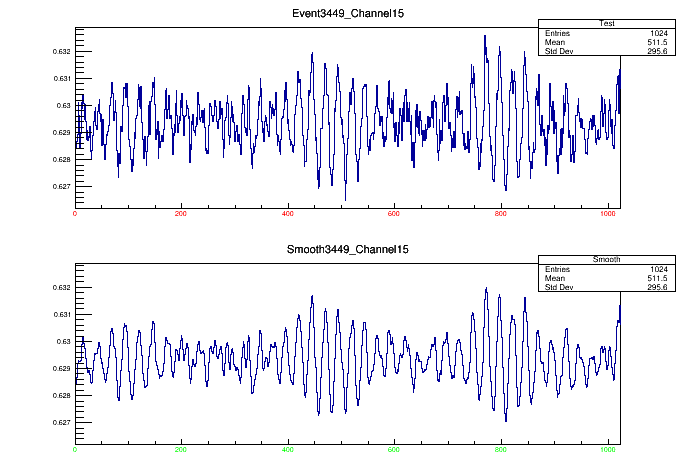 Event3449_Channel15
Test
Entries 1024
Mean 511.5
Std Dev 295.6
0.632
0.631
0.63
0.629
0.628
0.627
0 200 400 600 800 1000
Smooth3449_Channel15
Smooth
Entries 1024
Mean 511.5
Std Dev 295.6
0.632
0.631
0.63
0.629
0.628
0.627
0 200 400 600 800 1000